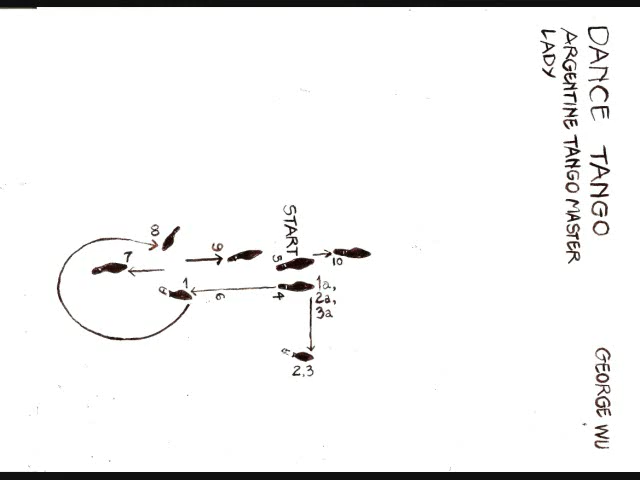 DANCE TANGO
ARGENTINE TANGO MASTER
LADY
GEORGE WU
START
8
7
9
5
10
1
6
4
1a,
2a,
3a
2,3